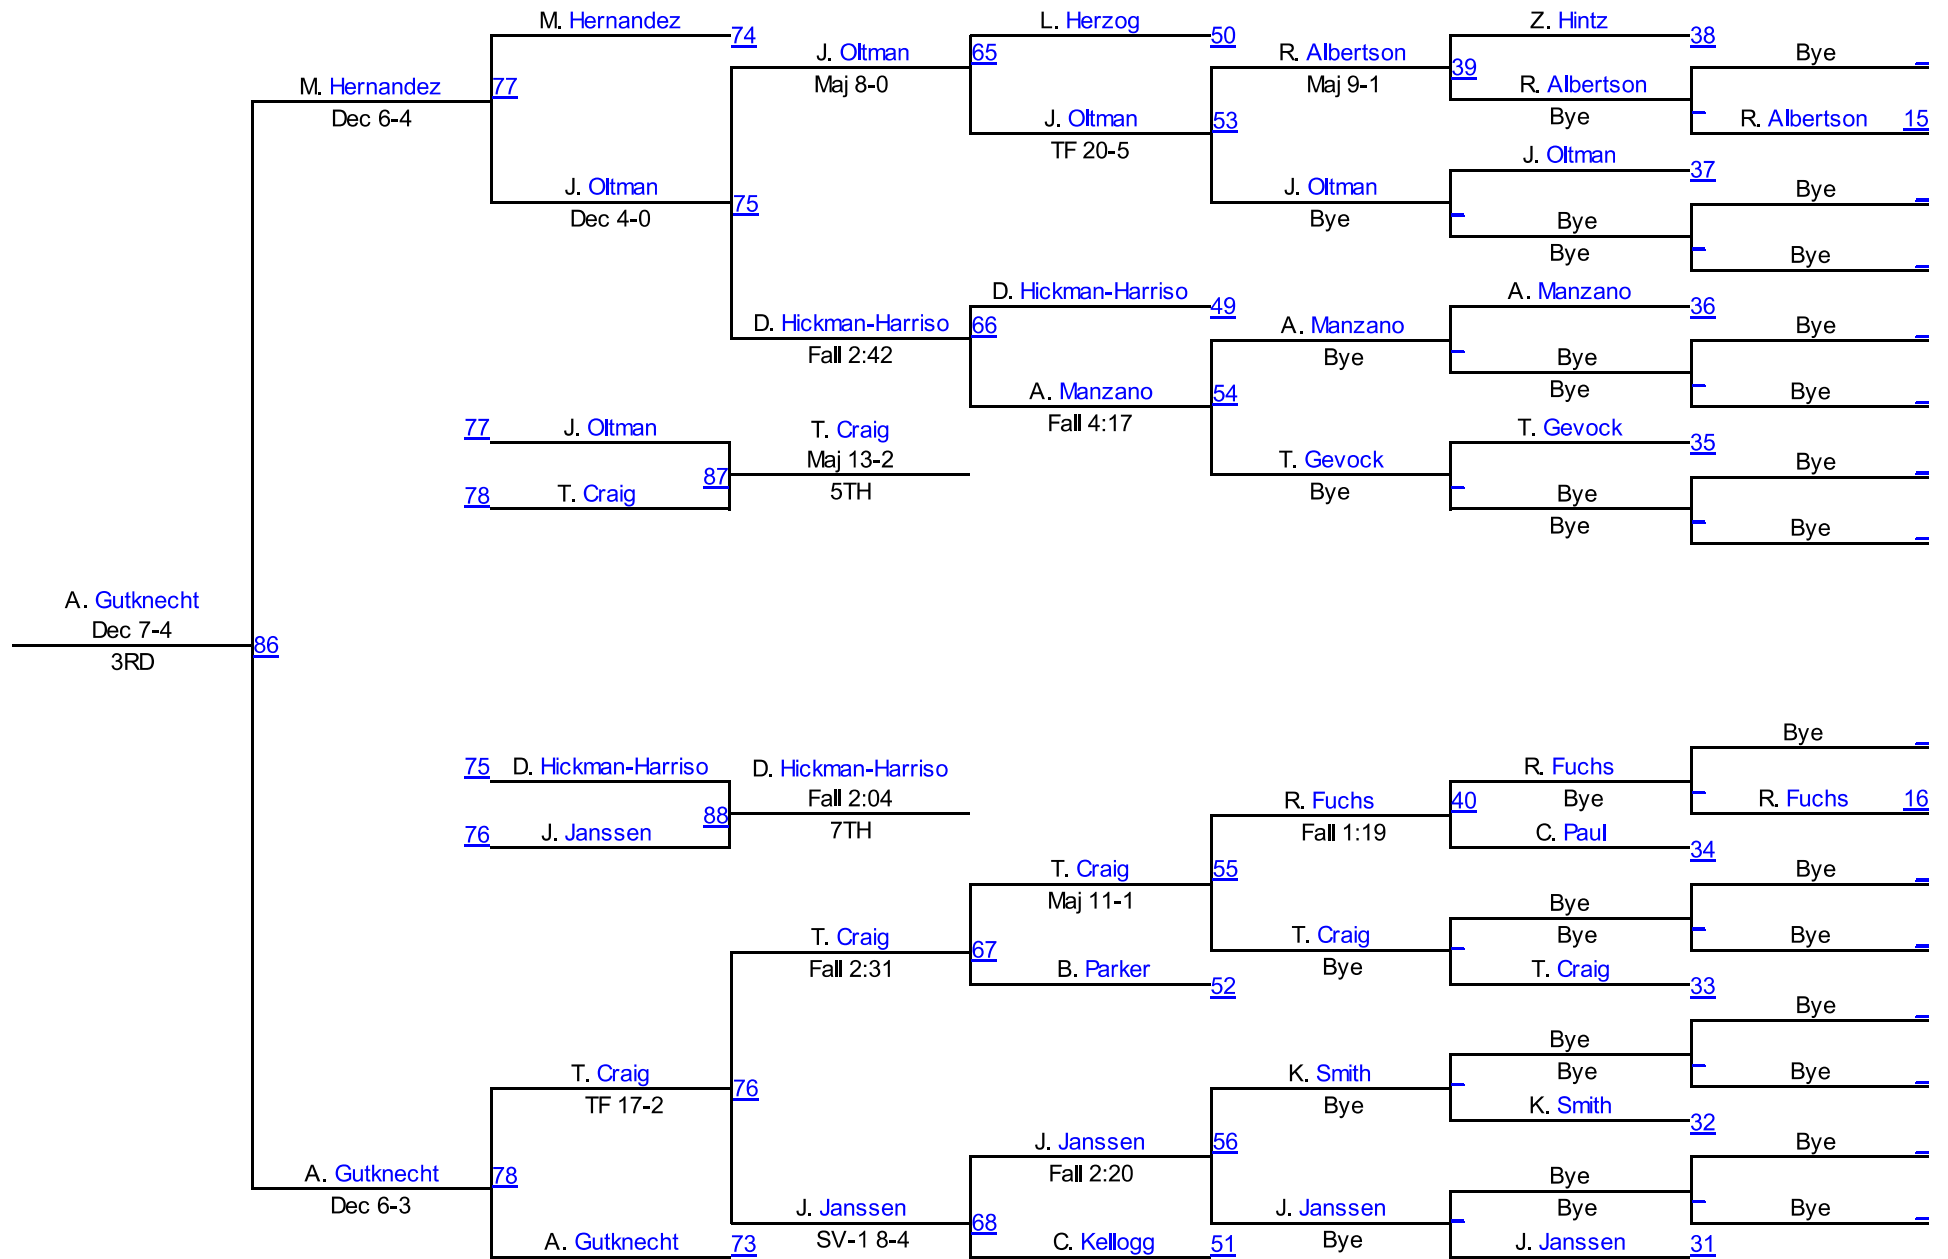 M. Hernandez
74
L. Herzog
50
Z. Hintz
38
J. Oltman
65
R. Albertson
39
Bye
M. Hernandez
77
Maj 8-0
Maj 9-1
R. Albertson
Dec 6-4
J. Oltman
53
Bye
R. Albertson 15
TF 20-5
J. Oltman
37
J. Oltman
75
J. Oltman
Bye
Dec 4-0
Bye
Bye
Bye
Bye
D. Hickman-Harriso
49
A. Manzano
36
D. Hickman-Harriso
66
A. Manzano
Bye
Fall 2:42
Bye
Bye
A. Manzano
54
Bye
Bye
77
J. Oltman
T. Craig
Fall 4:17
T. Gevock
35
87
Maj 13-2
T. Gevock
Bye
78
T. Craig
5TH
Bye
Bye
Bye
Bye
A. Gutknecht
Dec 7-4
86
3RD
Bye
75
D. Hickman-Harriso
D. Hickman-Harriso
R. Fuchs
88
Fall 2:04
R. Fuchs
40
Bye
R. Fuchs 16
76
J. Janssen
7TH
Fall 1:19
C. Paul
34
T. Craig
55
Bye
Maj 11-1
Bye
T. Craig
67
T. Craig
Bye
Bye
Fall 2:31
B. Parker
52
Bye
T. Craig
33
Bye
Bye
T. Craig
76
K. Smith
Bye
Bye
TF 17-2
Bye
K. Smith
32
J. Janssen
56
Bye
A. Gutknecht
78
Fall 2:20
Bye
Dec 6-3
J. Janssen
68
J. Janssen
Bye
Bye
A. Gutknecht
73
SV-1 8-4
C. Kellogg
51
Bye
J. Janssen
31